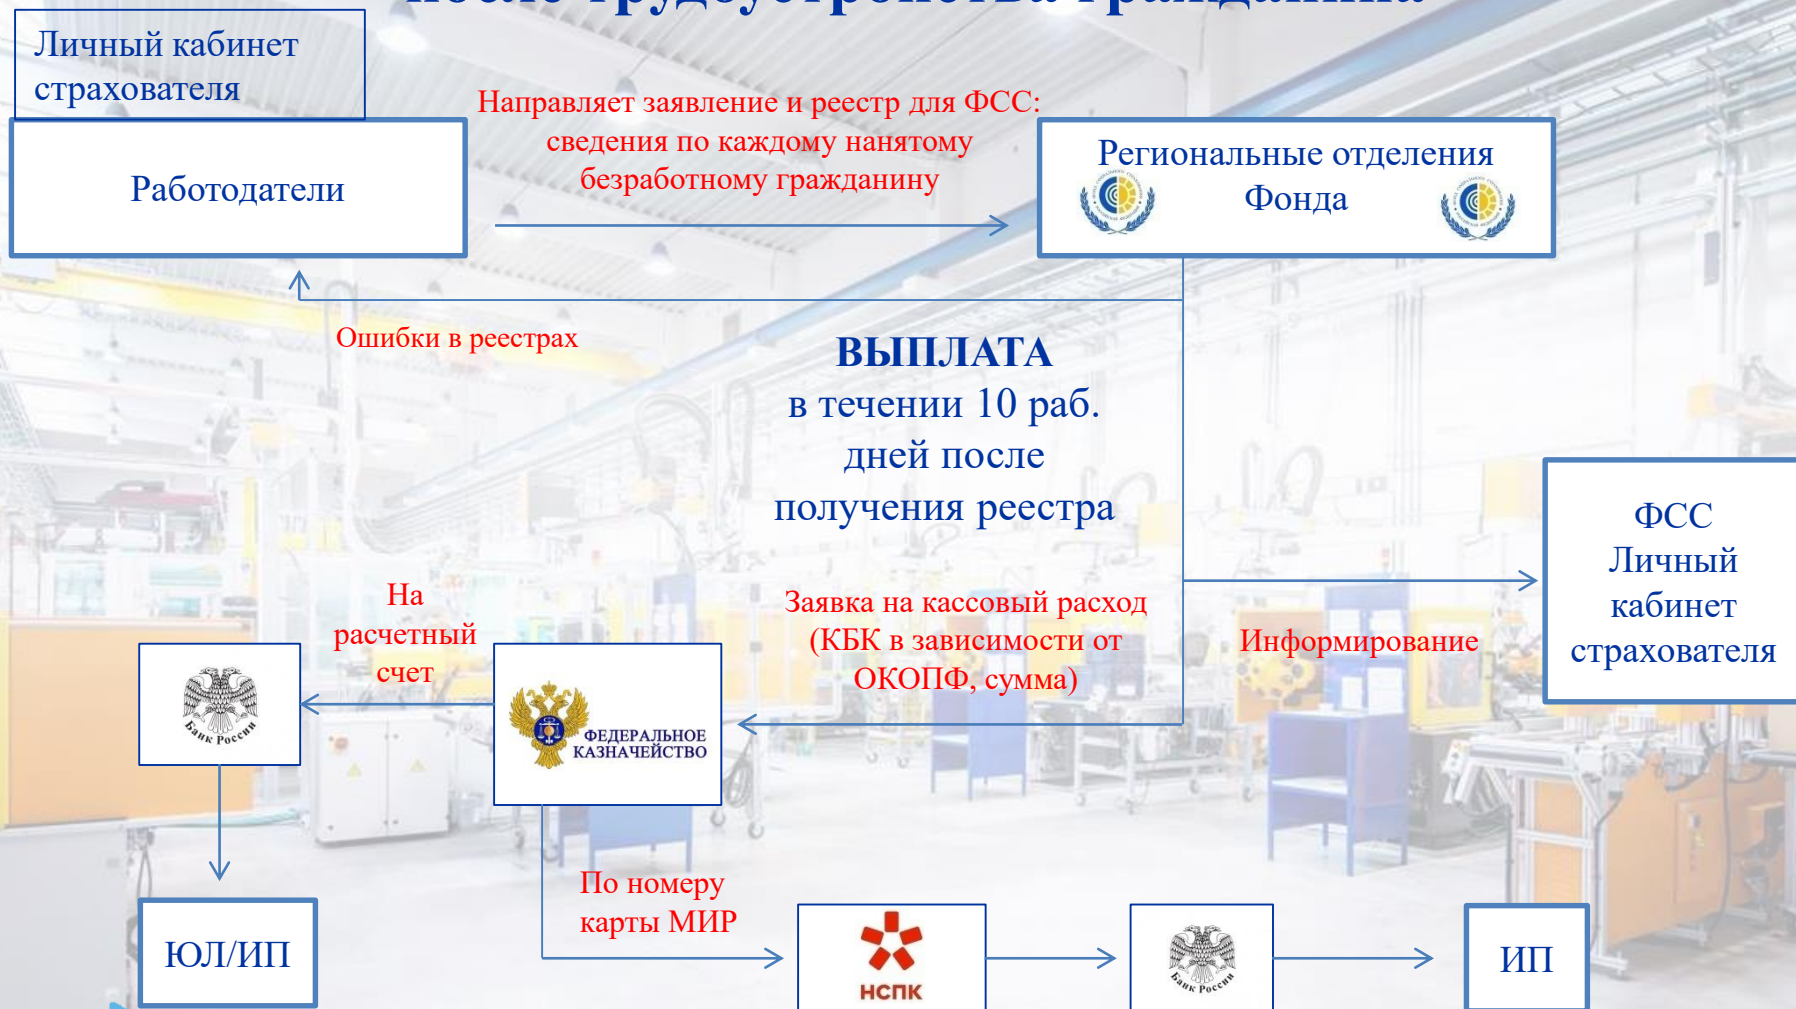 после трудоустройства гражданина
Личный кабинет
страхователя
Работодатели
Направляет заявление и реестр для ФСС:
сведения по каждому нанятому
безработному гражданину
Региональные отделения
Фонда
Ошибки в реестрах
ВЫПЛАТА
в течении 10 раб.
дней после
получения реестра
ФСС
Личный
кабинет
страхователя
На
расчетный
счет
Заявка на кассовый расход
(КБК в зависимости от
ОКОПФ, сумма)
Информирование
Банк России
ФЕДЕРАЛЬНОЕ
КАЗНАЧЕЙСТВО
По номеру
карты МИР
ЮЛ/ИП
НСПК
Банк России
ИП